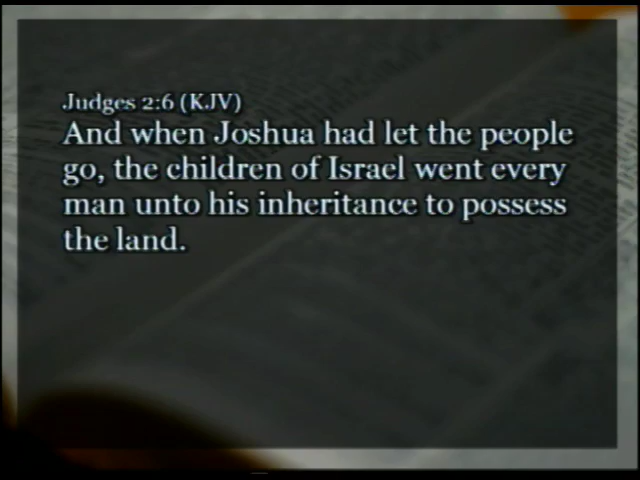 Judges 2:6 (KJV)
And when Joshua had let the people
go, the children of Israel went every
man unto his inheritance to possess
the land.